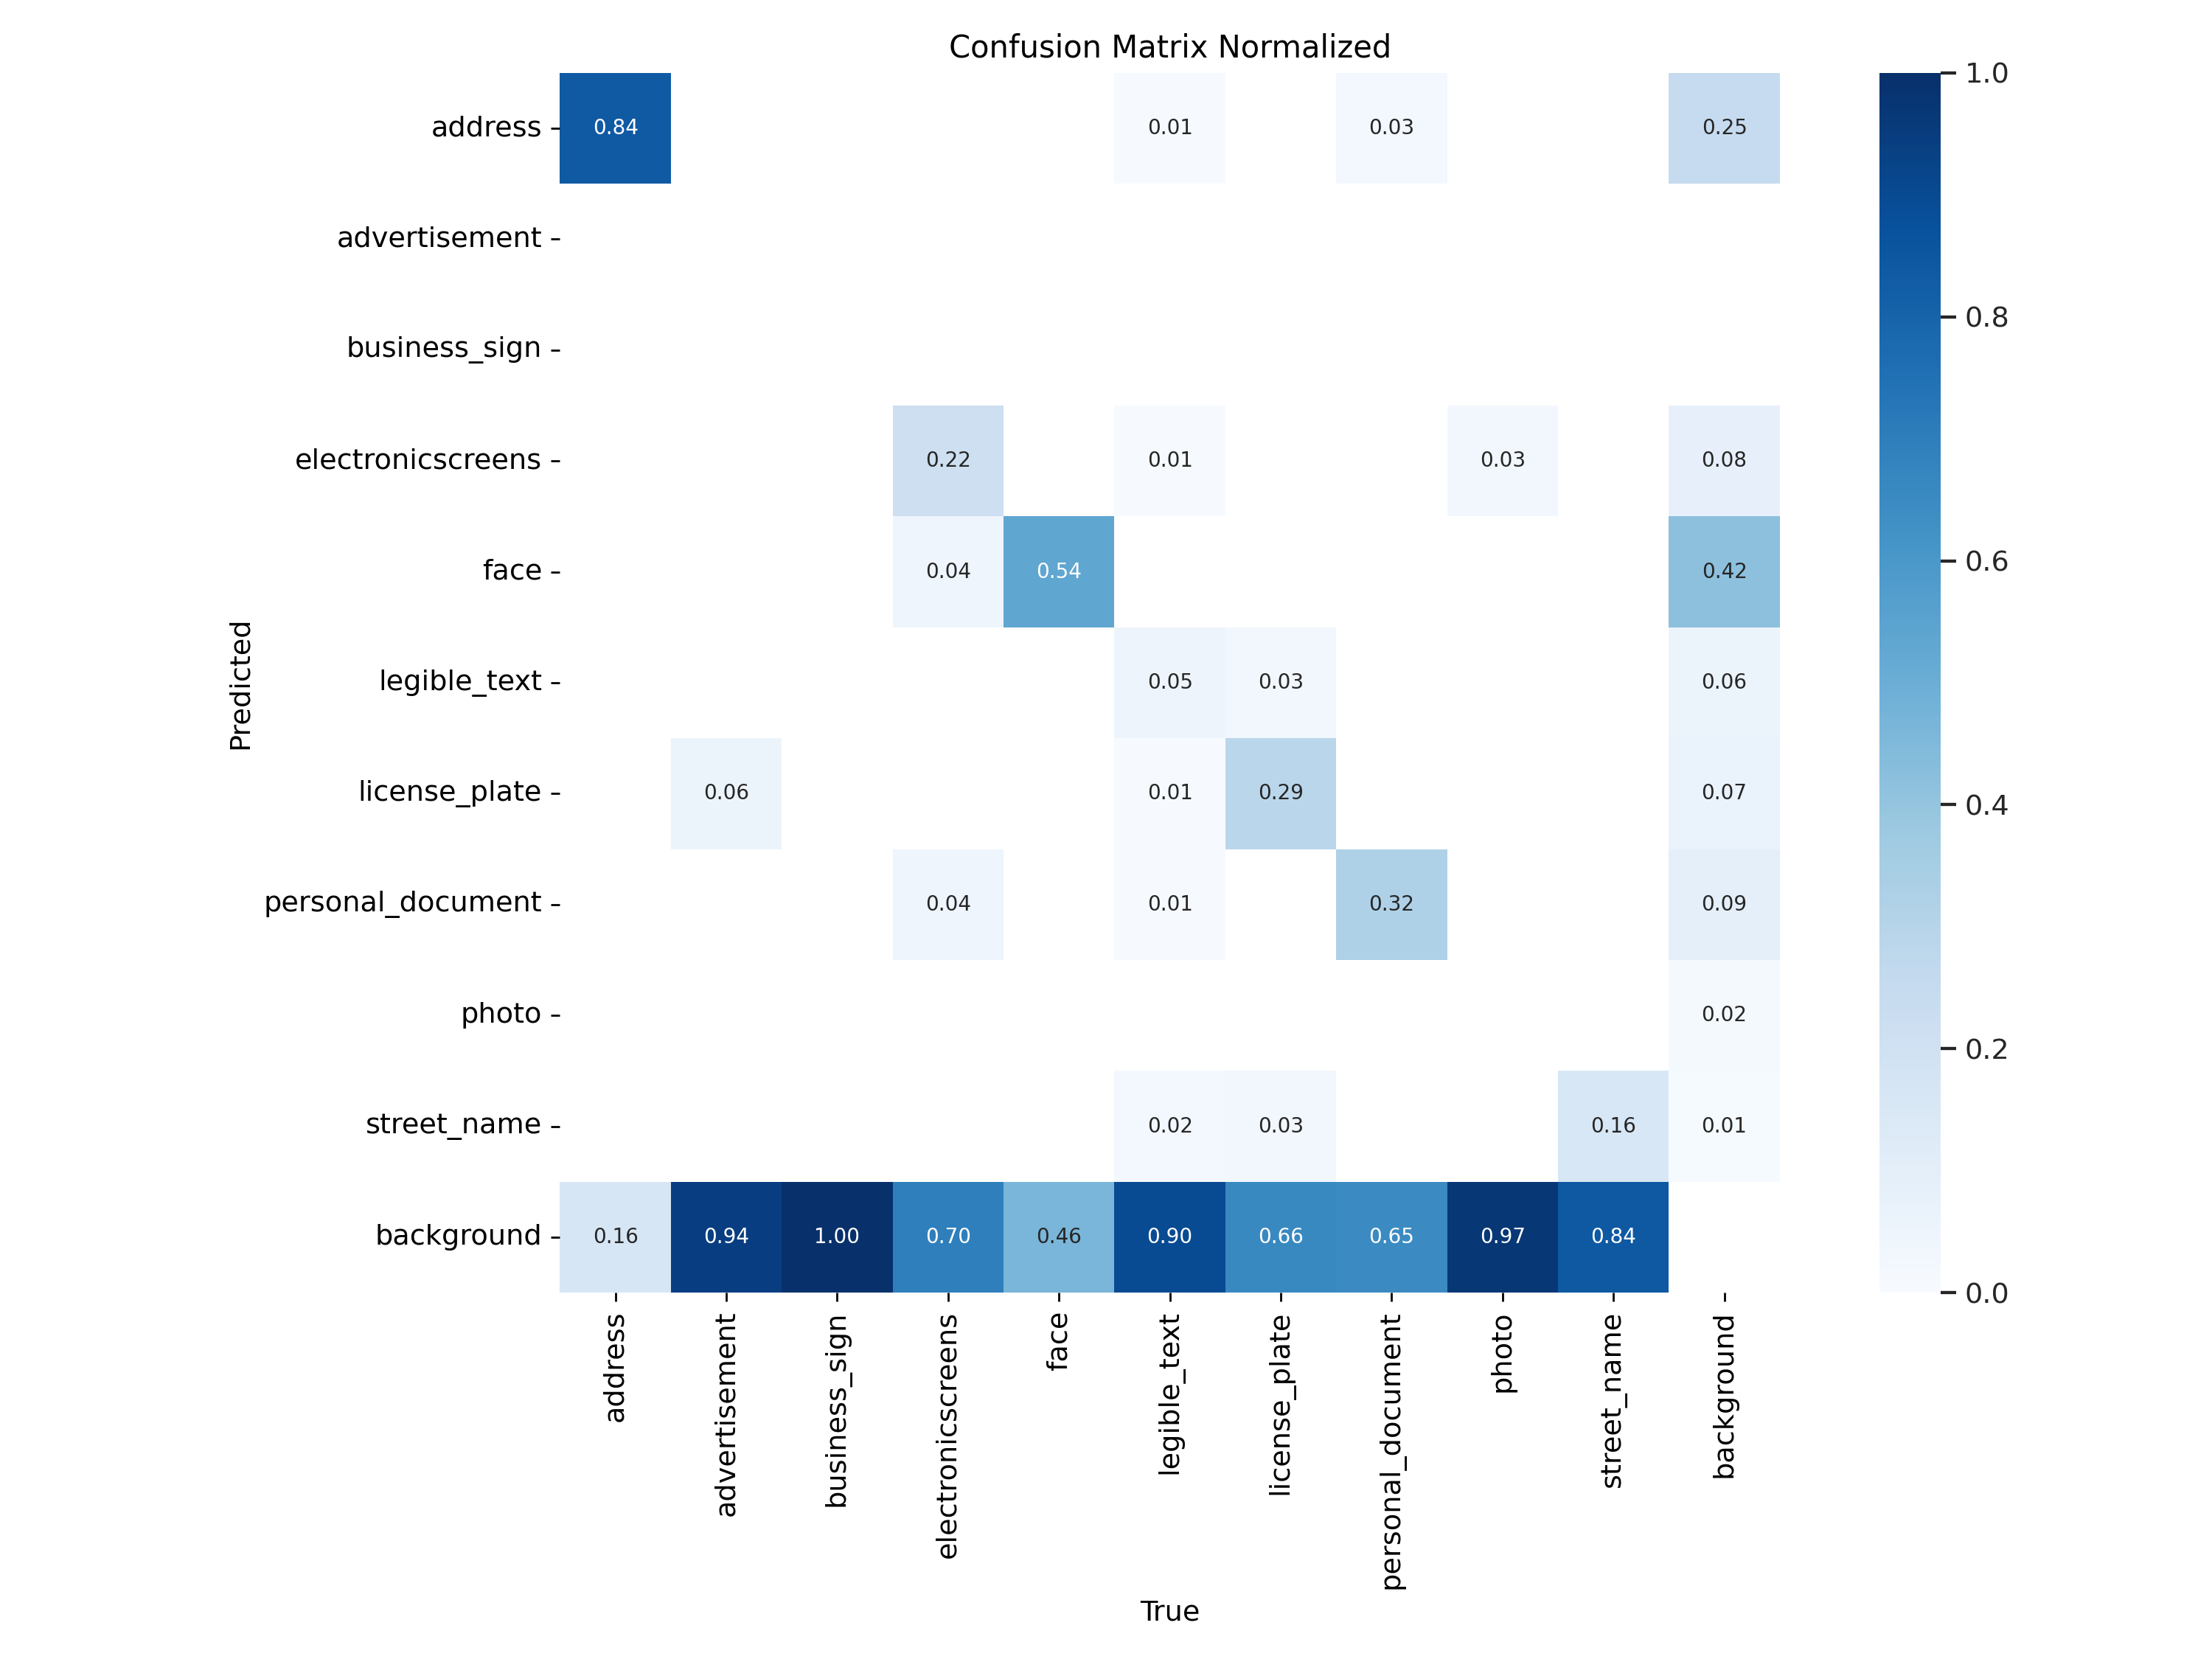 Confusion Matrix Normalized
address 0.84 0.01 0.03 0.25
advertisement
business_sign
electronicscreens 0.22 0.01 0.03 0.08
face 0.04 0.54 0.42
legible_text 0.05 0.03 0.06
license_plate 0.06 0.01 0.29 0.07
personal_document 0.04 0.01 0.32 0.09
photo 0.02
street_name 0.02 0.03 0.16 0.01
background 0.16 0.94 1.00 0.70 0.46 0.90 0.66 0.65 0.97 0.84
Predicted
address advertisement business_sign electronicscreens face legible_text license_plate personal_document photo street_name background
True
1.0
0.8
0.6
0.4
0.2
0.0